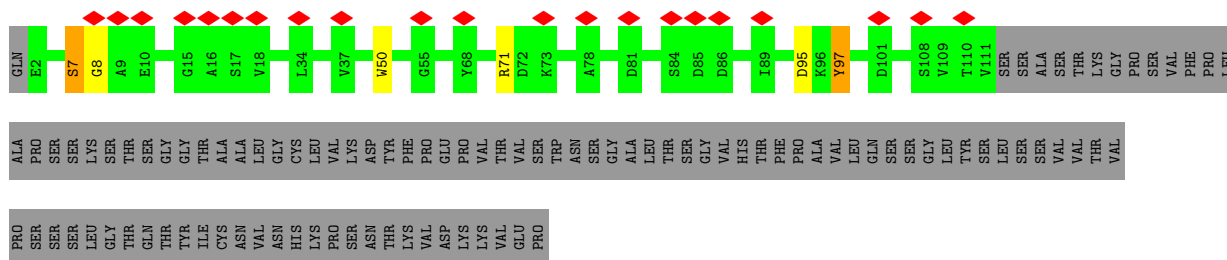 GLN E2 S7 G8 A9 E10 G15 A16 S17 V18 L34 V37 G55 W50 Y68 R71 D72 K73 A78 D81 S84 D85 D86 I89 D95 K96 Y97 D101 S108 V109 T110 V111 SER SER ALA SER THR LYS GLY PRO SER VAL PHE PRO LEU
ALA PRO SER SER LYS SER THR SER GLY GLY THR ALA ALA LEU GLY CYS LEU VAL LYS ASP TYR PHE PRO GLU PRO VAL THR VAL SER TRP ASN SER GLY ALA LEU THR SER GLY VAL HIS THR PHE PRO ALA VAL LEU GLN SER SER GLY LEU TYR SER LEU SER SER VAL VAL THR VAL
PRO SER SER SER LEU GLY THR GLN THR TYR ILE CYS ASN VAL ASN HIS LYS PRO SER ASN THR LYS VAL ASP LYS LYS VAL GLU PRO